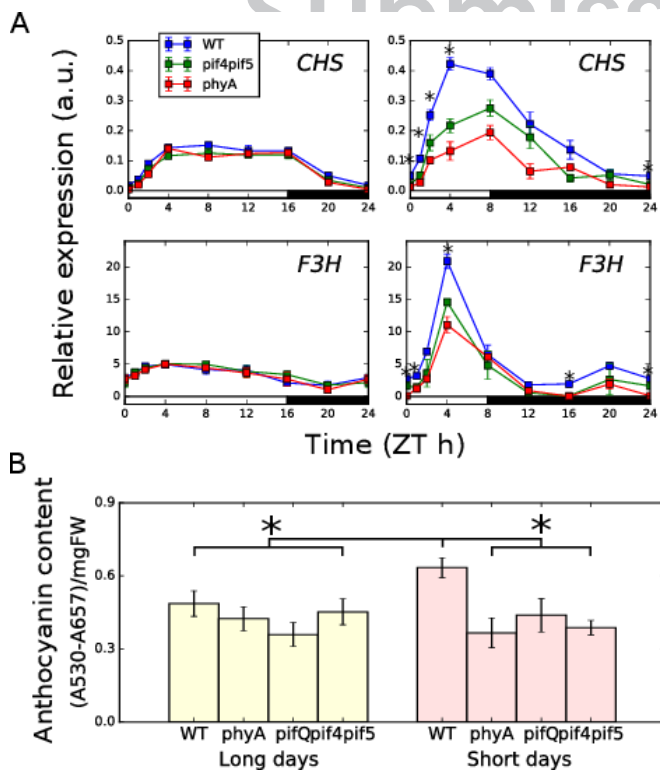 A
Relative expression (a.u.)
WT
pif4pif5
phyA
CHS
0.5
0.4
0.3
0.2
0.1
0.0
0 4 8 12 16 20 24
CHS
0.5
0.4
0.3
0.2
0.1
0.0
0 4 8 12 16 20 24
* * * * *
F3H
20
15
10
5
0
0 4 8 12 16 20 24
F3H
20
15
10
5
0
0 4 8 12 16 20 24
* * * * *
Time (ZT h)
B
Anthocyanin content
(A530-A657)/mgFW
0.9
0.6
0.3
0.0
* *
WT phyA pifQ pif4pif5 WT phyA pifQ pif4pif5
Long days Short days